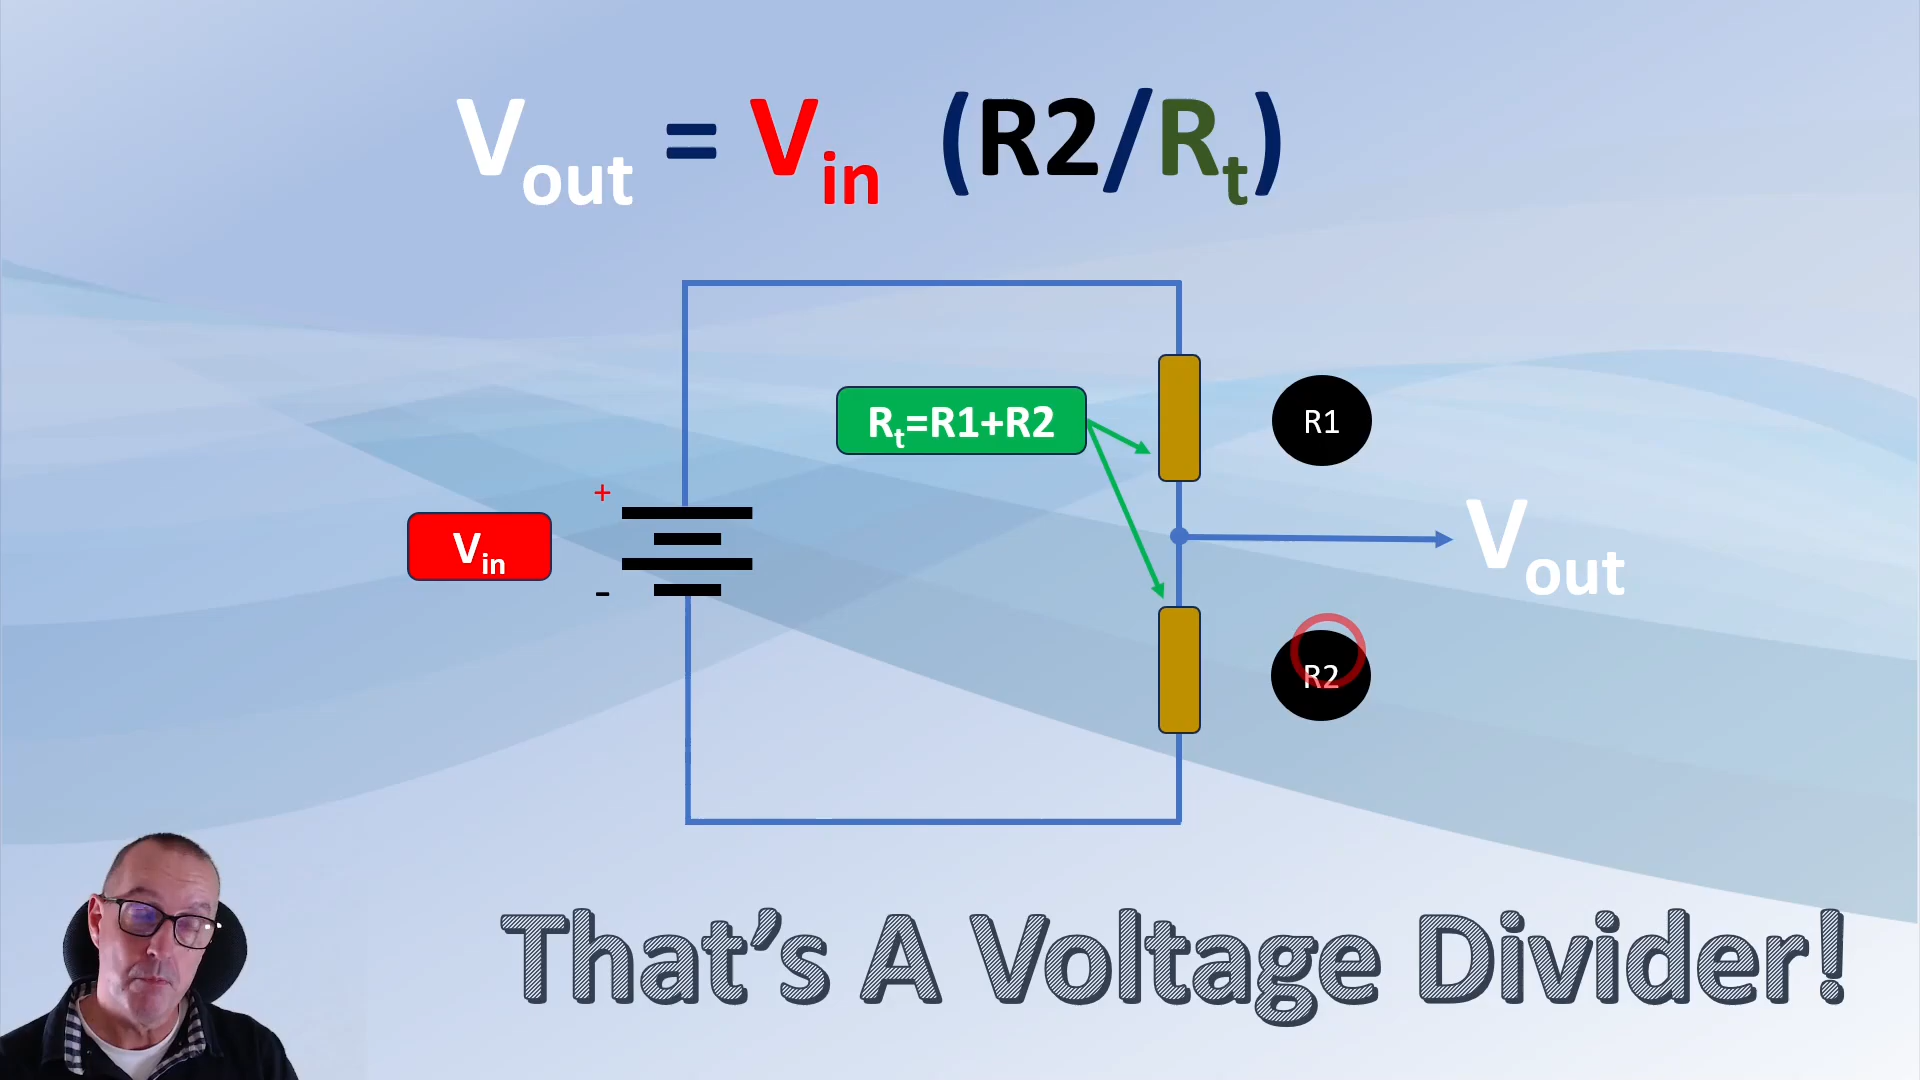 Vout = Vin (R2/Rt)
Rt=R1+R2
R1
+
Vin
-
Vout
R2
That's A Voltage Divider!